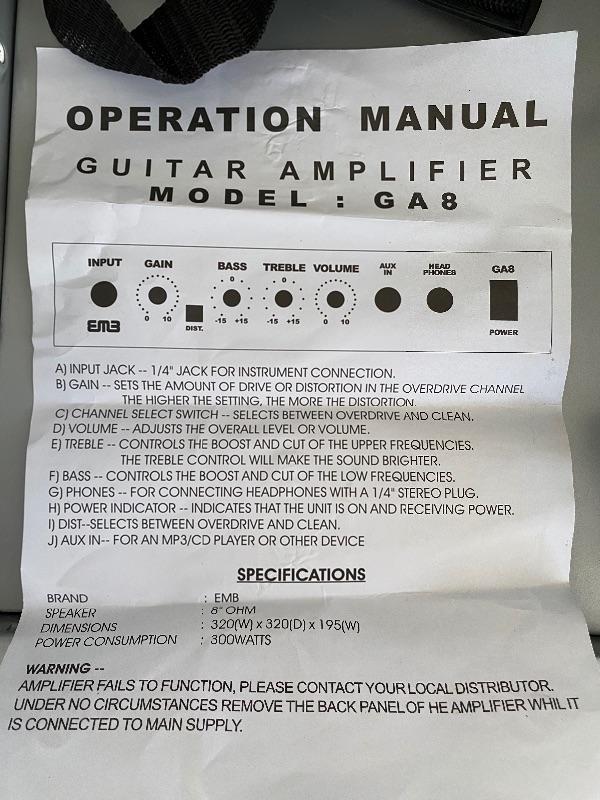 OPERATION MANUAL
GUITAR AMPLIFIER
MODEL : GA8
INPUT GAIN BASS TREBLE VOLUME AUX IN HEAD PHONES GA8
0 0
EMB 0 10 DIST. -15 +15 -15 +15 0 10 POWER
A) INPUT JACK -- 1/4" JACK FOR INSTRUMENT CONNECTION.
B) GAIN -- SETS THE AMOUNT OF DRIVE OR DISTORTION IN THE OVERDRIVE CHANNEL
THE HIGHER THE SETTING, THE MORE THE DISTORTION.
C) CHANNEL SELECT SWITCH -- SELECTS BETWEEN OVERDRIVE AND CLEAN.
D) VOLUME -- ADJUSTS THE OVERALL LEVEL OR VOLUME.
E) TREBLE -- CONTROLS THE BOOST AND CUT OF THE UPPER FREQUENCIES.
THE TREBLE CONTROL WILL MAKE THE SOUND BRIGHTER.
F) BASS -- CONTROLS THE BOOST AND CUT OF THE LOW FREQUENCIES.
G) PHONES -- FOR CONNECTING HEADPHONES WITH A 1/4" STEREO PLUG.
H) POWER INDICATOR -- INDICATES THAT THE UNIT IS ON AND RECEIVING POWER.
I) DIST--SELECTS BETWEEN OVERDRIVE AND CLEAN.
J) AUX IN-- FOR AN MP3/CD PLAYER OR OTHER DEVICE
SPECIFICATIONS
BRAND : EMB
SPEAKER : 8" OHM
DIMENSIONS : 320(W) x 320(D) x 195(W)
POWER CONSUMPTION : 300WATTS
WARNING --
AMPLIFIER FAILS TO FUNCTION, PLEASE CONTACT YOUR LOCAL DISTRIBUTOR.
UNDER NO CIRCUMSTANCES REMOVE THE BACK PANEL OF HE AMPLIFIER WHIL IT
IS CONNECTED TO MAIN SUPPLY.